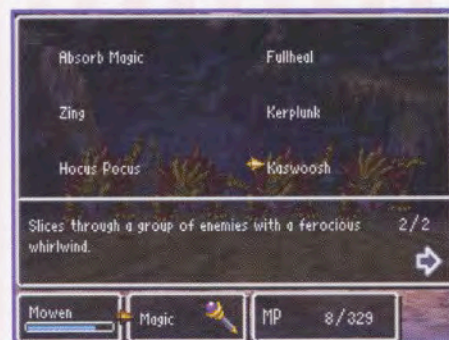 Absorb Magic Fullheal
Zing Kerplunk
Hocus Pocus Kaswoosh
Slices through a group of enemies with a ferocious 2/2
whirlwind.
Mowen Magic MP 8/329